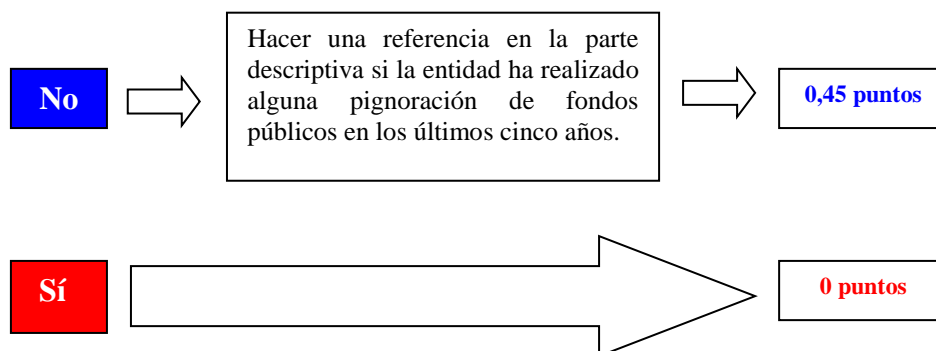 No
Hacer una referencia en la parte
descriptiva si la entidad ha realizado
alguna pignoración de fondos
públicos en los últimos cinco años.
0,45 puntos
Sí
0 puntos